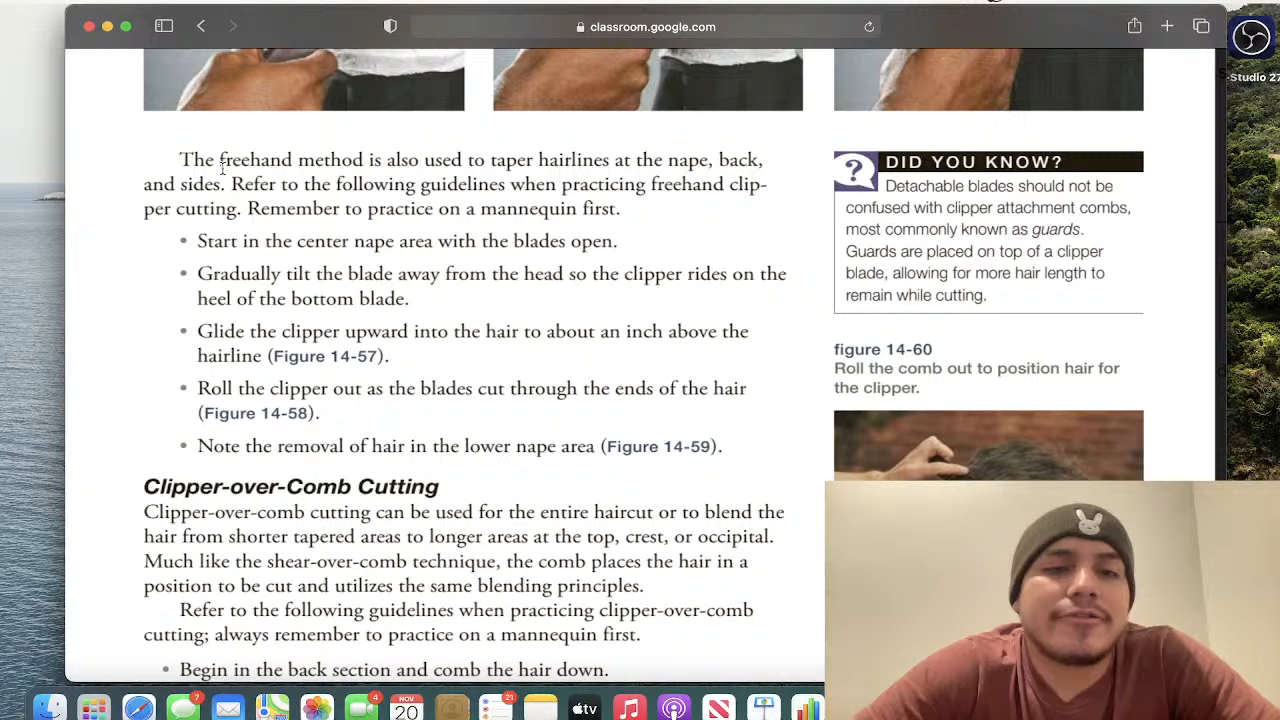 classroom.google.com
-Studio 27
The freehand method is also used to taper hairlines at the nape, back,
and sides. Refer to the following guidelines when practicing freehand clip-
per cutting. Remember to practice on a mannequin first.
• Start in the center nape area with the blades open.
• Gradually tilt the blade away from the head so the clipper rides on the
heel of the bottom blade.
• Glide the clipper upward into the hair to about an inch above the
hairline (Figure 14-57).
• Roll the clipper out as the blades cut through the ends of the hair
(Figure 14-58).
• Note the removal of hair in the lower nape area (Figure 14-59).
Clipper-over-Comb Cutting
Clipper-over-comb cutting can be used for the entire haircut or to blend the
hair from shorter tapered areas to longer areas at the top, crest, or occipital.
Much like the shear-over-comb technique, the comb places the hair in a
position to be cut and utilizes the same blending principles.
Refer to the following guidelines when practicing clipper-over-comb
cutting; always remember to practice on a mannequin first.
• Begin in the back section and comb the hair down.
? DID YOU KNOW?
Detachable blades should not be
confused with clipper attachment combs,
most commonly known as guards.
Guards are placed on top of a clipper
blade, allowing for more hair length to
remain while cutting.
figure 14-60
Roll the comb out to position hair for
the clipper.
7
NOV
20
4
21
tv